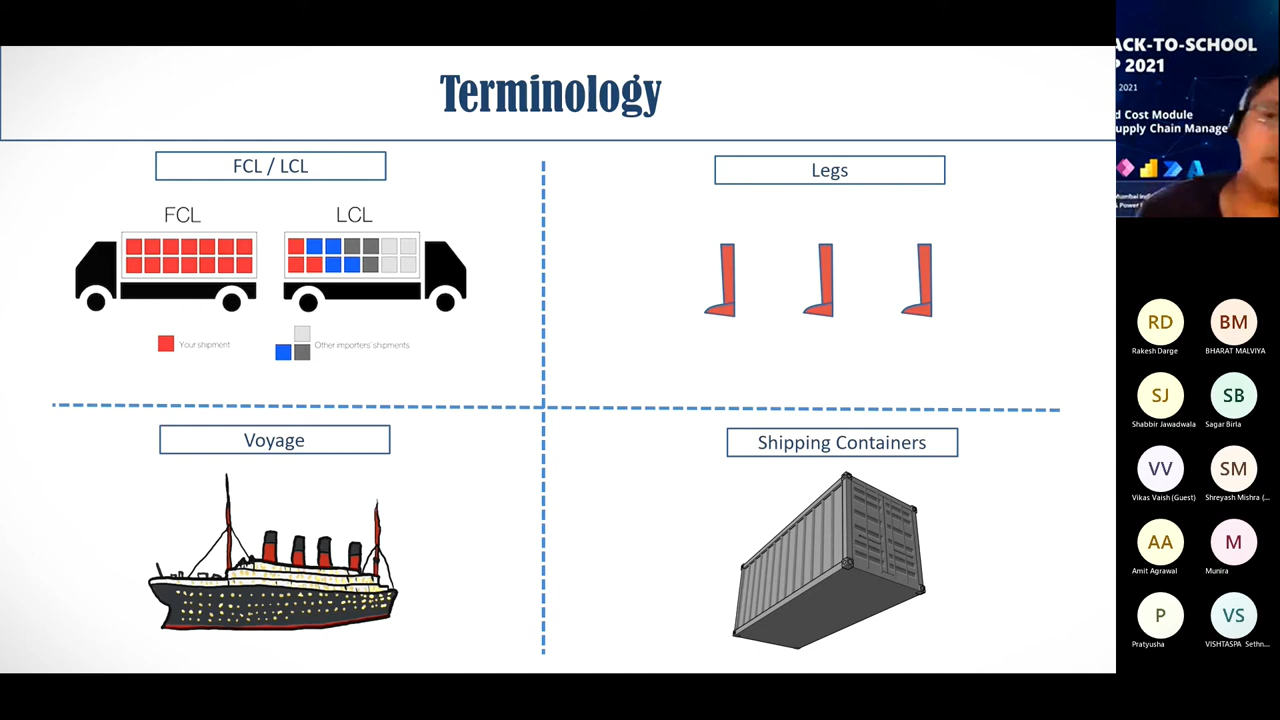 Terminology
FCL / LCL
FCL
LCL
Your shipment
Other importers' shipments
Legs
Voyage
Shipping Containers
ACK-TO-SCHOOL
P 2021
2021
d Cost Module
upply Chain Manage
RD
Rakesh Darge
BM
BHARAT MALVIYA
SJ
Shabbir Jawadwala
SB
Sagar Birla
VV
Vikas Vaish (Guest)
SM
Shreyash Mishra (...
AA
Amit Agrawal
M
Munira
P
Pratyusha
VS
VISHTASPA Sethn...